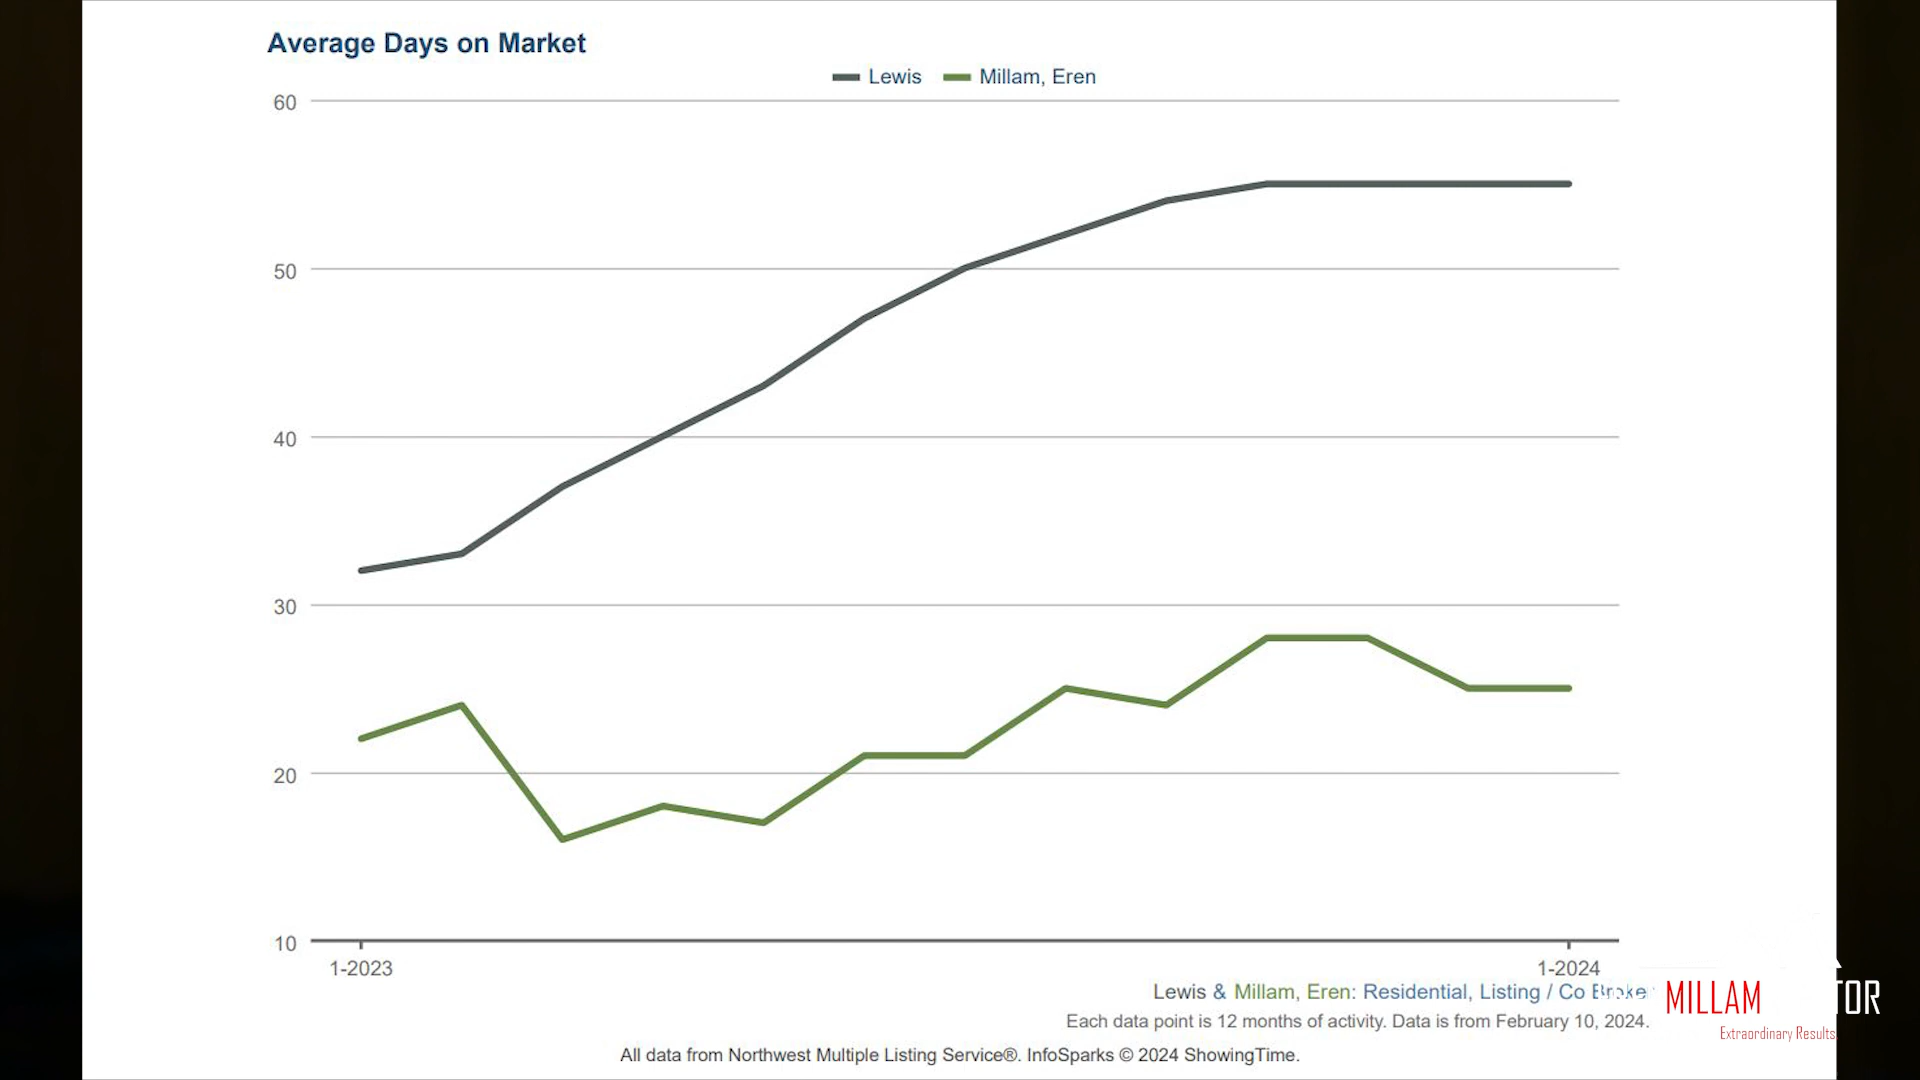 Average Days on Market
Lewis Millam, Eren
60
50
40
30
20
10
1-2023 1-2024
Lewis & Millam, Eren: Residential, Listing / Co Broker
Each data point is 12 months of activity. Data is from February 10, 2024.
All data from Northwest Multiple Listing Service®. InfoSparks © 2024 ShowingTime.
MILLAM
Extraordinary Results